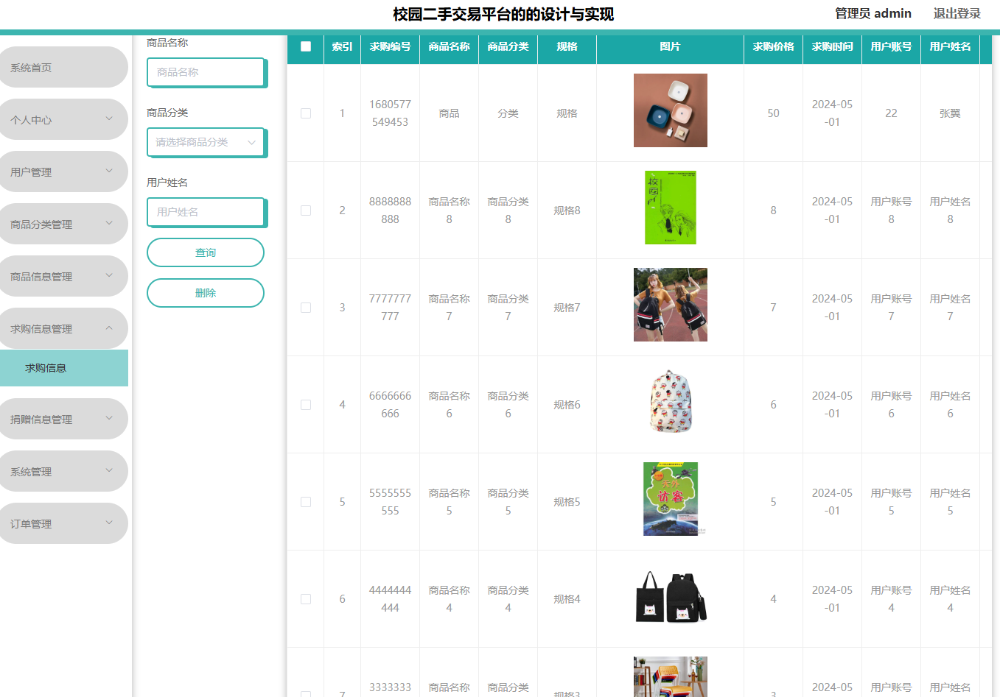 校园二手交易平台的的设计与实现
管理员 admin
退出登录
系统首页
个人中心
用户管理
商品分类管理
商品信息管理
求购信息管理
求购信息
捐赠信息管理
系统管理
订单管理
商品名称
商品名称
商品分类
请选择商品分类
用户姓名
用户姓名
查询
删除
索引 求购编号 商品名称 商品分类 规格 图片 求购价格 求购时间 用户账号 用户姓名
1 1680577549453 商品 分类 规格 50 2024-05-01 22 张翼
2 8888888888 商品名称8 商品分类8 规格8 8 2024-05-01 用户账号8 用户姓名8
校园
3 7777777777 商品名称7 商品分类7 规格7 7 2024-05-01 用户账号7 用户姓名7
4 6666666666 商品名称6 商品分类6 规格6 6 2024-05-01 用户账号6 用户姓名6
5 5555555555 商品名称5 商品分类5 规格5 5 2024-05-01 用户账号5 用户姓名5
天外
访客
6 4444444444 商品名称4 商品分类4 规格4 4 2024-05-01 用户账号4 用户姓名4
7 3333333 商品名称 商品分类 规格3 3 2024-05 用户账号 用户姓名